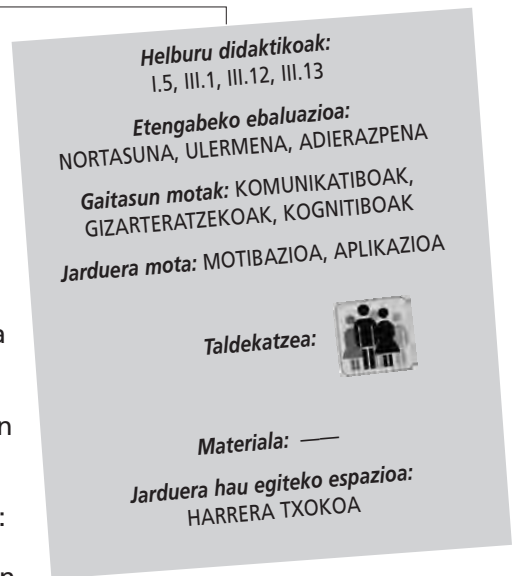 Helburu didaktikoak:
I.5, III.1, III.12, III.13
Etengabeko ebaluazioa:
NORTASUNA, ULERMENA, ADIERAZPENA
Gaitasun motak: KOMUNIKATIBOAK,
GIZARTERATZEKOAK, KOGNITIBOAK
Jarduera mota: MOTIBAZIOA, APLIKAZIOA
Taldekatzea:
Materiala: —
Jarduera hau egiteko espazioa:
HARRERA TXOKOA